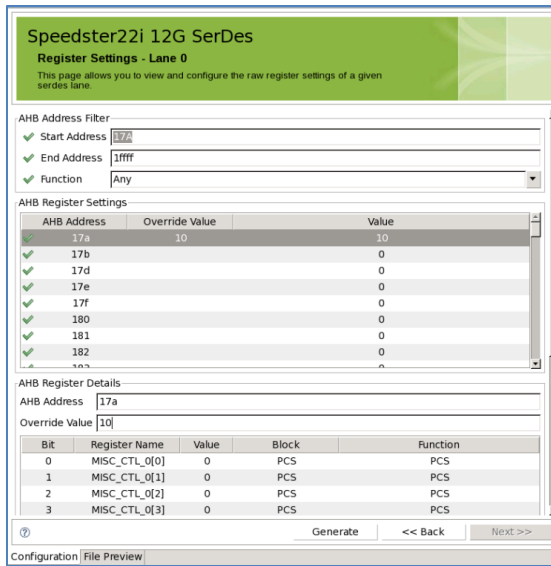 Speedster22i 12G SerDes
Register Settings - Lane 0
This page allows you to view and configure the raw register settings of a given
serdes lane.
AHB Address Filter
Start Address 17A
End Address 1ffff
Function Any
AHB Register Settings
AHB Address Override Value Value
17a 10 10
17b 0
17d 0
17e 0
17f 0
180 0
181 0
182 0
AHB Register Details
AHB Address 17a
Override Value 10
Bit Register Name Value Block Function
0 MISC_CTL_0[0] 0 PCS PCS
1 MISC_CTL_0[1] 0 PCS PCS
2 MISC_CTL_0[2] 0 PCS PCS
3 MISC_CTL_0[3] 0 PCS PCS
Generate << Back Next >>
Configuration File Preview